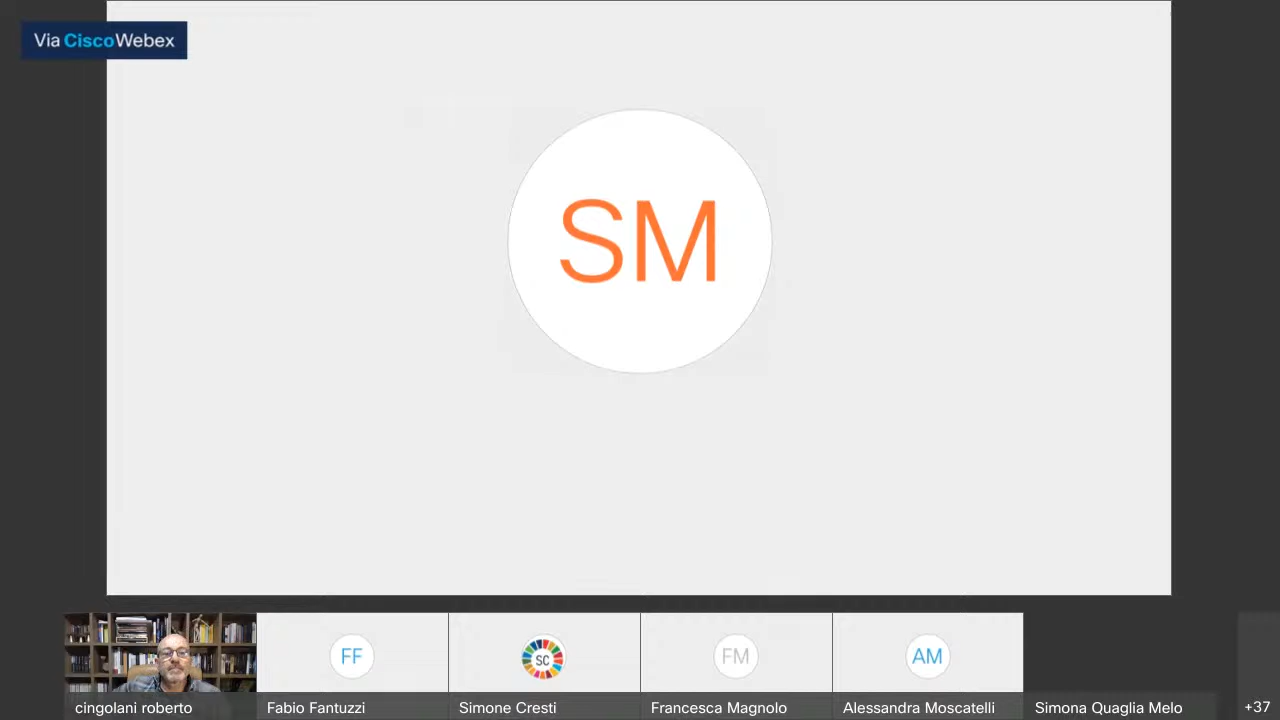 Via CiscoWebex
SM
FF
SC
FM
AM
cingolani roberto
Fabio Fantuzzi
Simone Cresti
Francesca Magnolo
Alessandra Moscatelli
Simona Quaglia Melo
+37